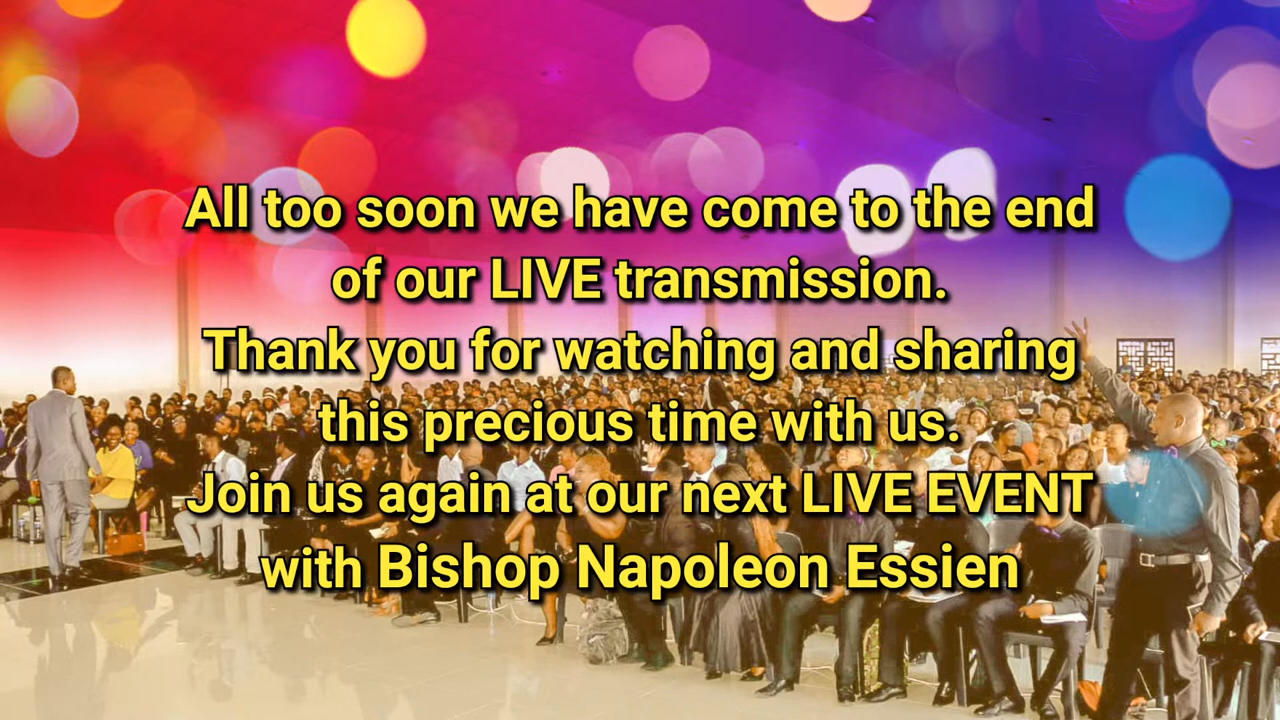 All too soon we have come to the end
of our LIVE transmission.
Thank you for watching and sharing
this precious time with us.
Join us again at our next LIVE EVENT
with Bishop Napoleon Essien